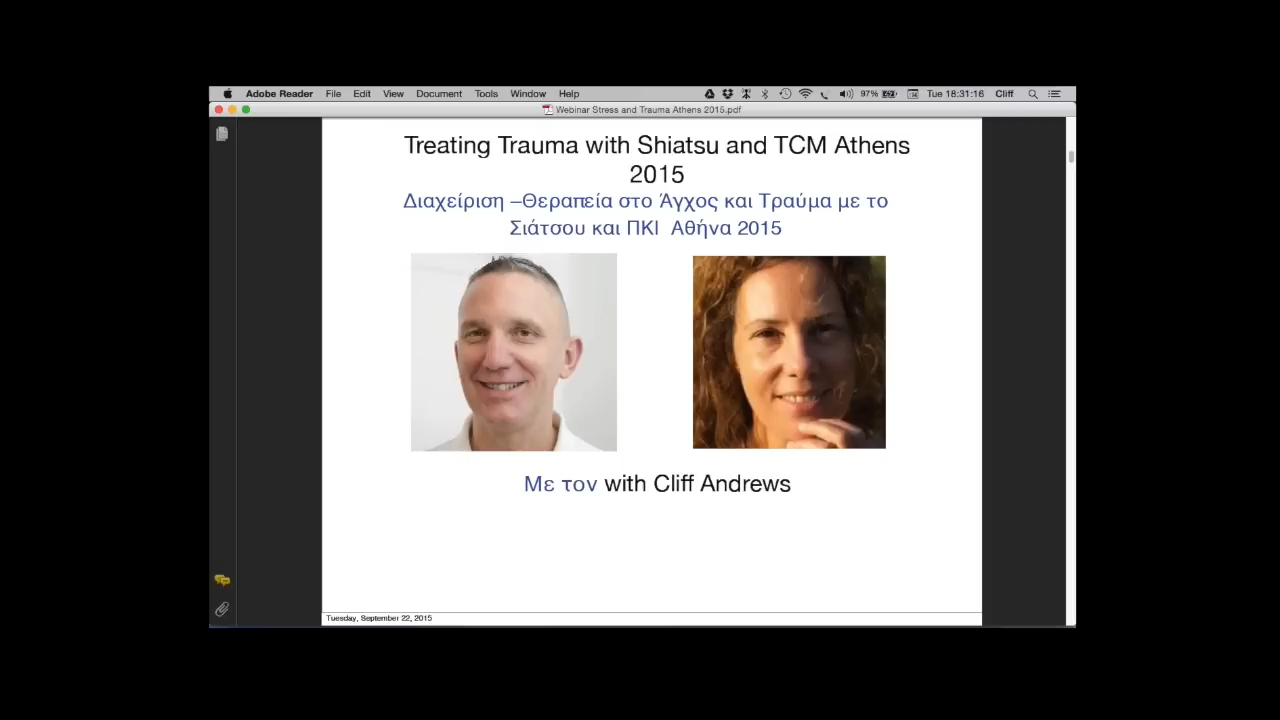 Adobe Reader File Edit View Document Tools Window Help 97% Tue 18:31:16 Cliff
Webinar Stress and Trauma Athens 2015.pdf
Treating Trauma with Shiatsu and TCM Athens
2015
Διαχείριση –Θεραπεία στο Άγχος και Τραύμα με το
Σιάτσου και ΠΚΙ Αθήνα 2015
Με τον with Cliff Andrews
Tuesday, September 22, 2015